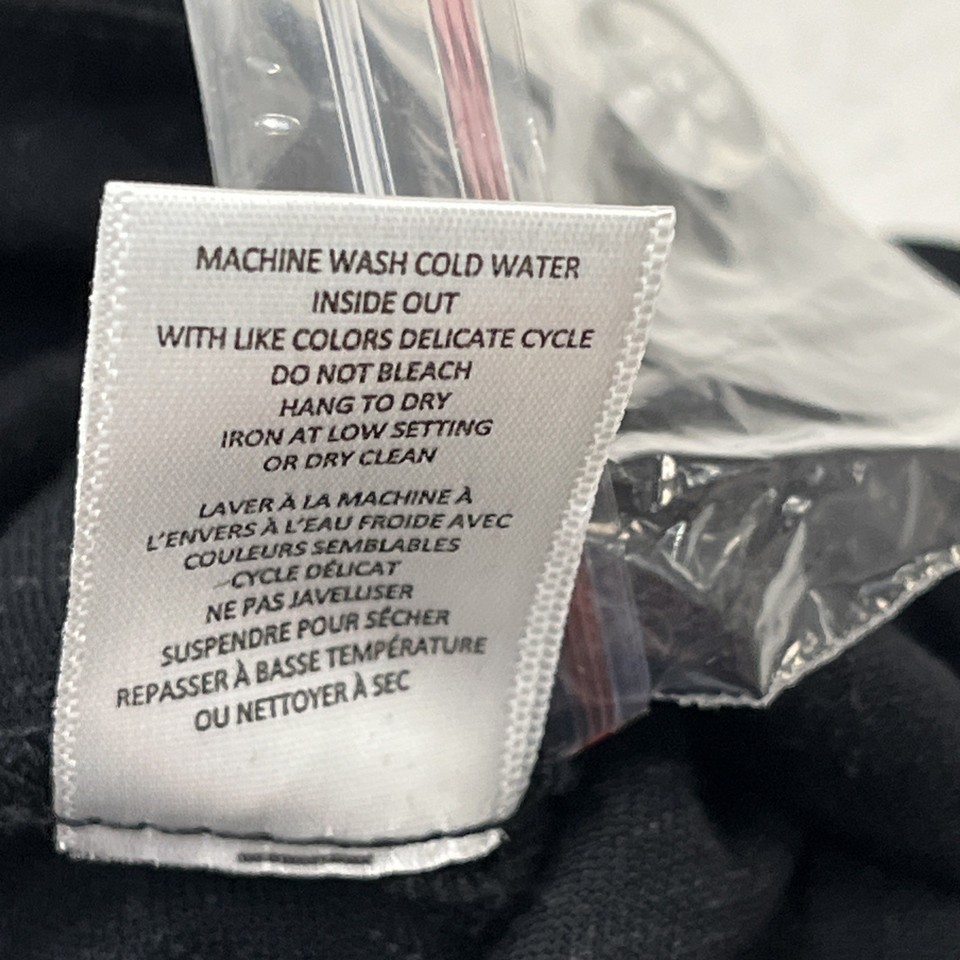 MACHINE WASH COLD WATER
INSIDE OUT
WITH LIKE COLORS DELICATE CYCLE
DO NOT BLEACH
HANG TO DRY
IRON AT LOW SETTING
OR DRY CLEAN
LAVER À LA MACHINE À
L'ENVERS À L'EAU FROIDE AVEC
COULEURS SEMBLABLES
-CYCLE DÉLICAT
NE PAS JAVELLISER
SUSPENDRE POUR SÉCHER
REPASSER À BASSE TEMPÉRATURE
OU NETTOYER À SEC